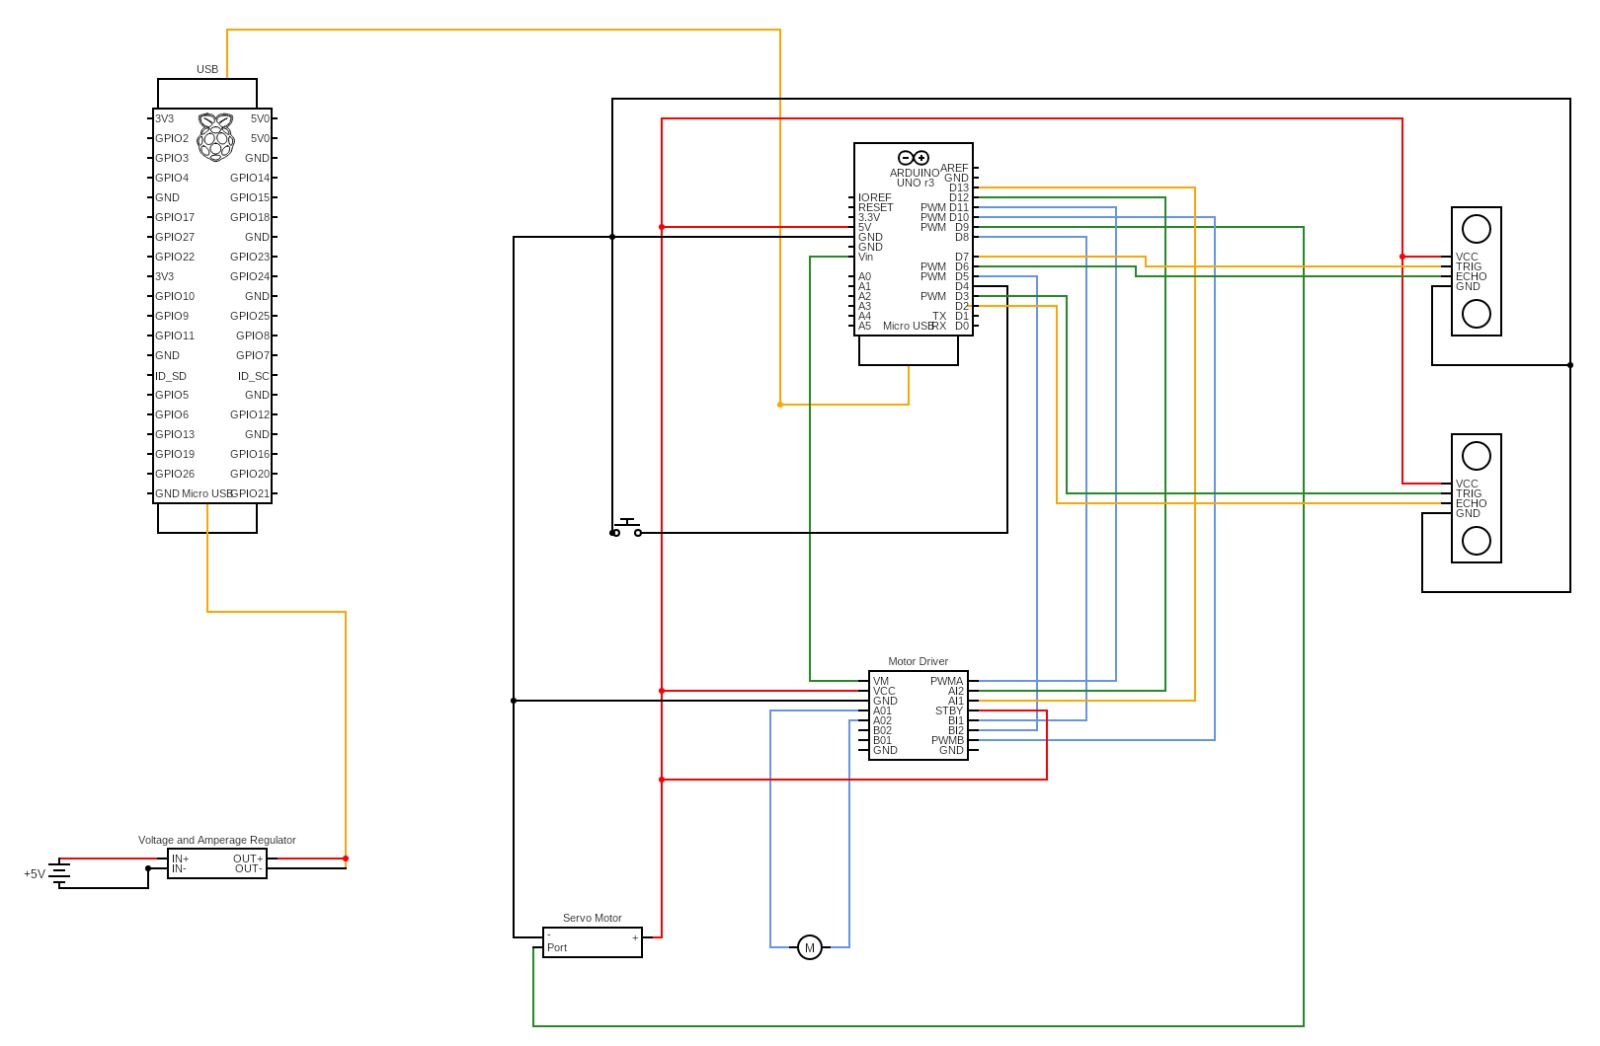 USB
3V3 5V0
GPIO2 5V0
GPIO3 GND
GPIO4 GPIO14
GND GPIO15
GPIO17 GPIO18
GPIO27 GND
GPIO22 GPIO23
3V3 GPIO24
GPIO10 GND
GPIO9 GPIO25
GPIO11 GPIO8
GND GPIO7
ID_SD ID_SC
GPIO5 GND
GPIO6 GPIO12
GPIO13 GND
GPIO19 GPIO16
GPIO26 GPIO20
GND Micro USB GPIO21
ARDUINO
UNO r3
AREF
GND
D13
IOREF D12
RESET PWM D11
3.3V PWM D10
5V PWM D9
GND D8
GND
Vin D7
PWM D6
A0 PWM D5
A1 D4
A2 PWM D3
A3 D2
A4 TX D1
A5 Micro USB RX D0
VCC
TRIG
ECHO
GND
VCC
TRIG
ECHO
GND
Motor Driver
VM PWMA
VCC AI2
GND AI1
A01 STBY
A02 BI1
B02 BI2
B01 PWMB
GND GND
Voltage and Amperage Regulator
+5V
IN+ OUT+
IN- OUT-
Servo Motor
- +
Port
M